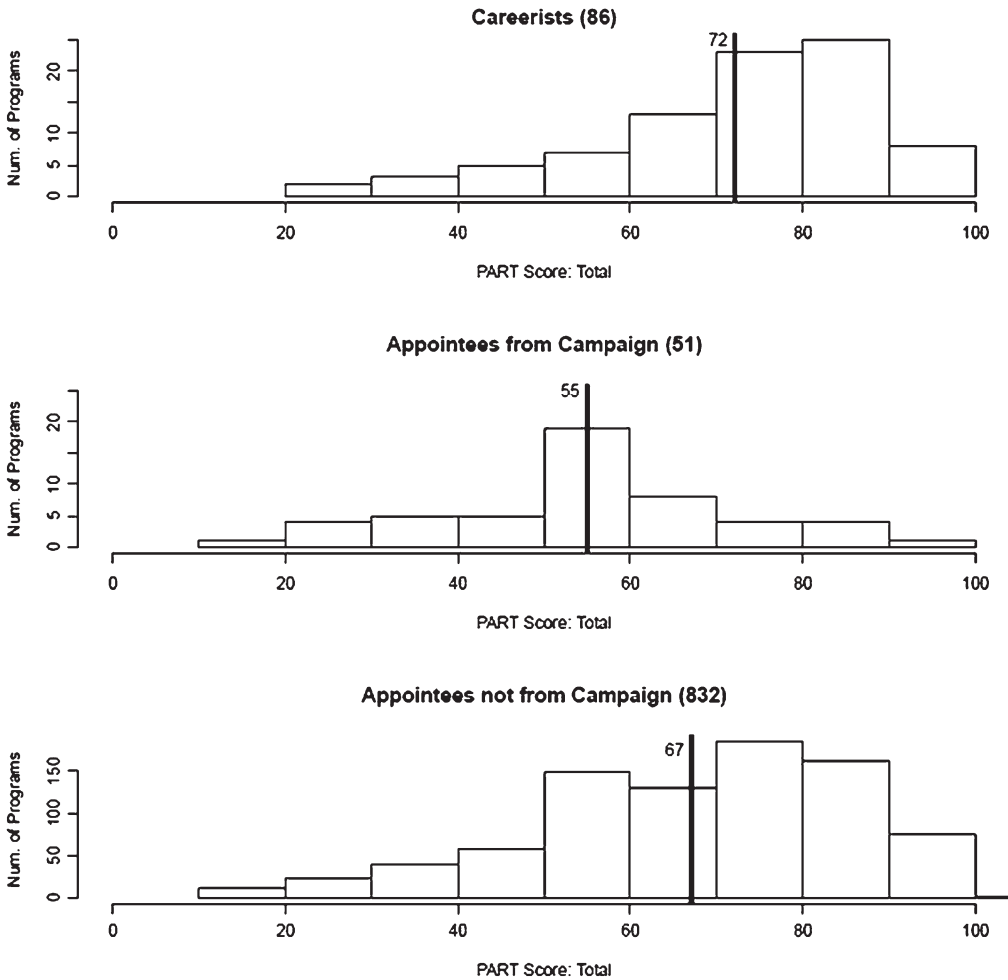 Careerists (86)
72
Num. of Programs
0 5 10 20
0 20 40 60 80 100
PART Score: Total
Appointees from Campaign (51)
55
Num. of Programs
0 5 10 20
0 20 40 60 80 100
PART Score: Total
Appointees not from Campaign (832)
67
Num. of Programs
0 50 100 150
0 20 40 60 80 100
PART Score: Total